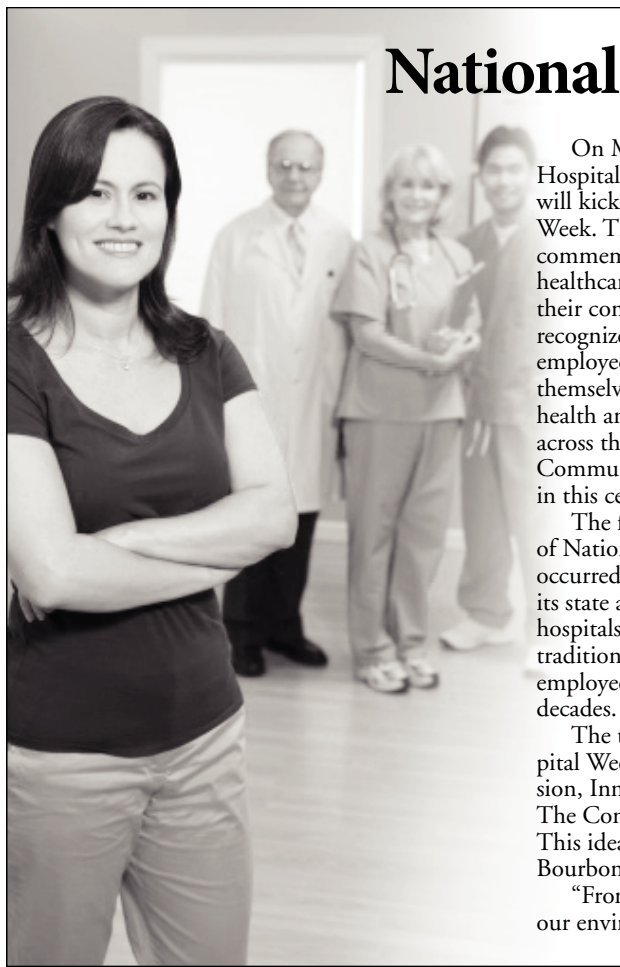 National
On M
Hospital
will kick
Week. T
commem
healthcar
their con
recognize
employee
themselv
health an
across th
Commu
in this ce
The f
of Natio
occurred
its state a
hospitals
tradition
employee
decades.
The t
pital Wee
sion, Inn
The Con
This idea
Bourbon
“From
our envir